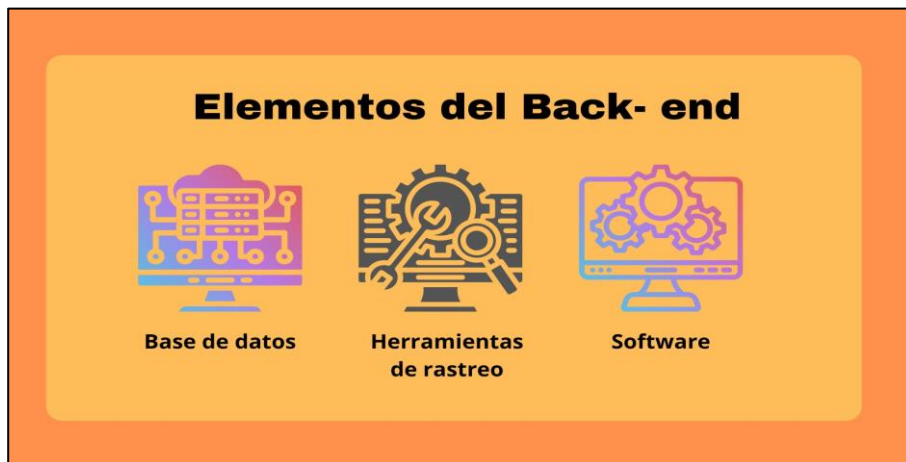 Elementos del Back- end
Base de datos
Herramientas
de rastreo
Software